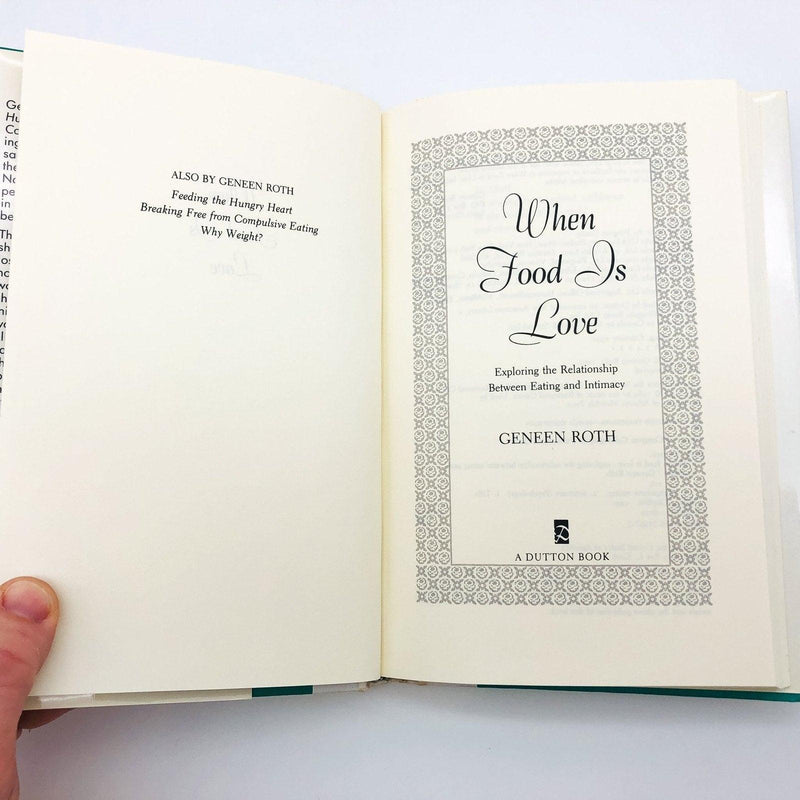 ALSO BY GENEEN ROTH
Feeding the Hungry Heart
Breaking Free from Compulsive Eating
Why Weight?
When
Food Is
Love
Exploring the Relationship
Between Eating and Intimacy
GENEEN ROTH
D
A DUTTON BOOK